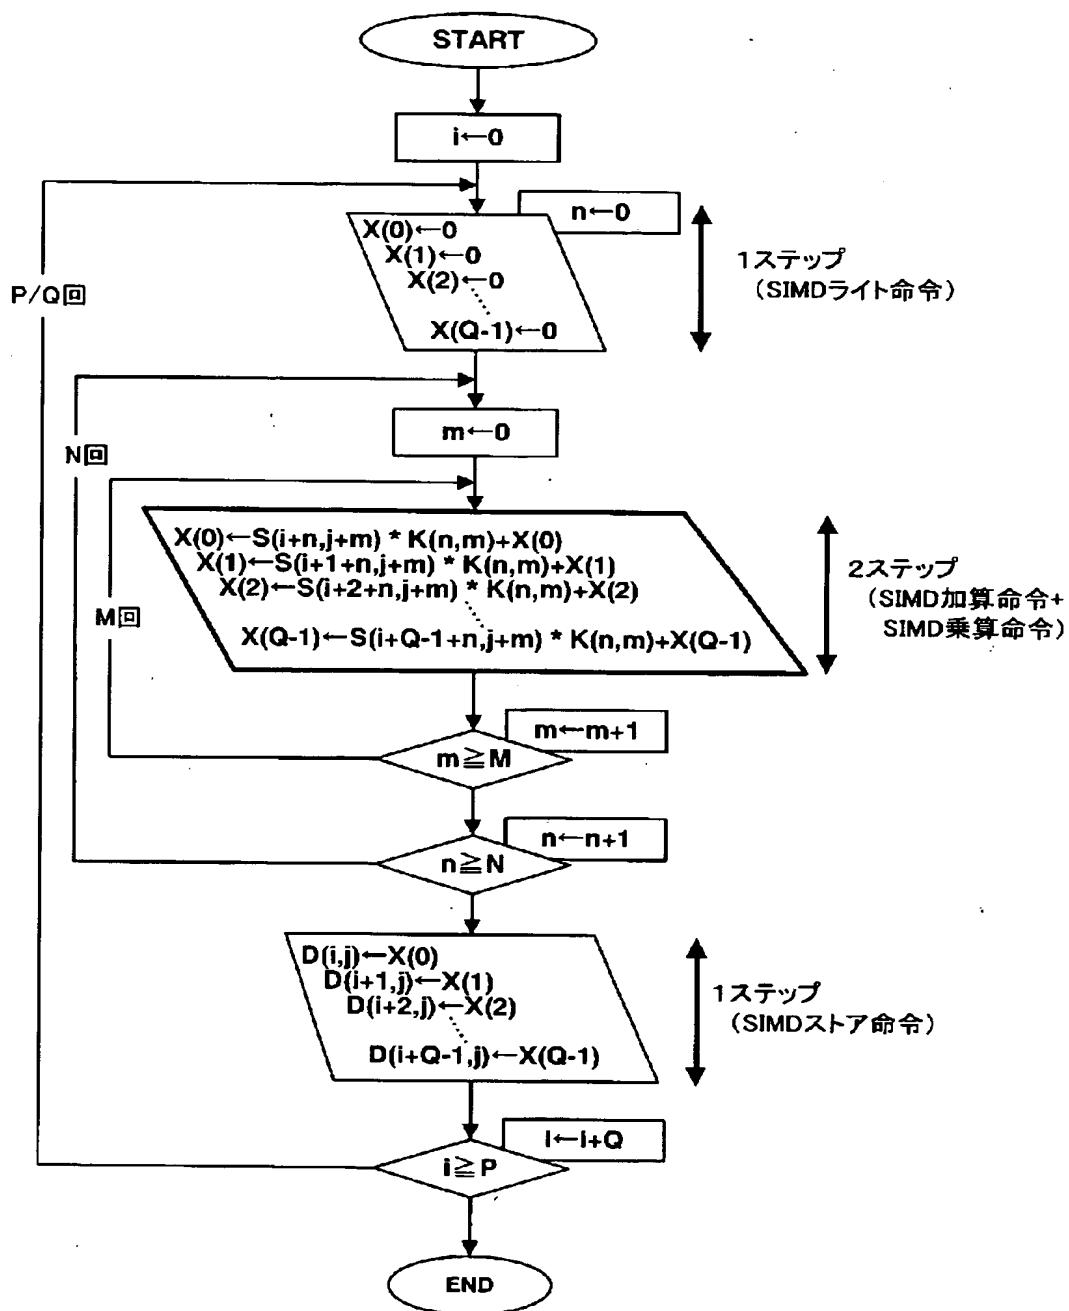 START
i←0
n←0
X(0)←0
X(1)←0
X(2)←0
X(Q-1)←0
1ステップ
(SIMDライト命令)
P/Q回
m←0
N回
X(0)←S(i+n,j+m) * K(n,m)+X(0)
X(1)←S(i+1+n,j+m) * K(n,m)+X(1)
X(2)←S(i+2+n,j+m) * K(n,m)+X(2)
X(Q-1)←S(i+Q-1+n,j+m) * K(n,m)+X(Q-1)
2ステップ
(SIMD加算命令+
SIMD乗算命令)
M回
m←m+1
m≧M
n←n+1
n≧N
D(i,j)←X(0)
D(i+1,j)←X(1)
D(i+2,j)←X(2)
D(i+Q-1,j)←X(Q-1)
1ステップ
(SIMDストア命令)
i←i+Q
i≧P
END